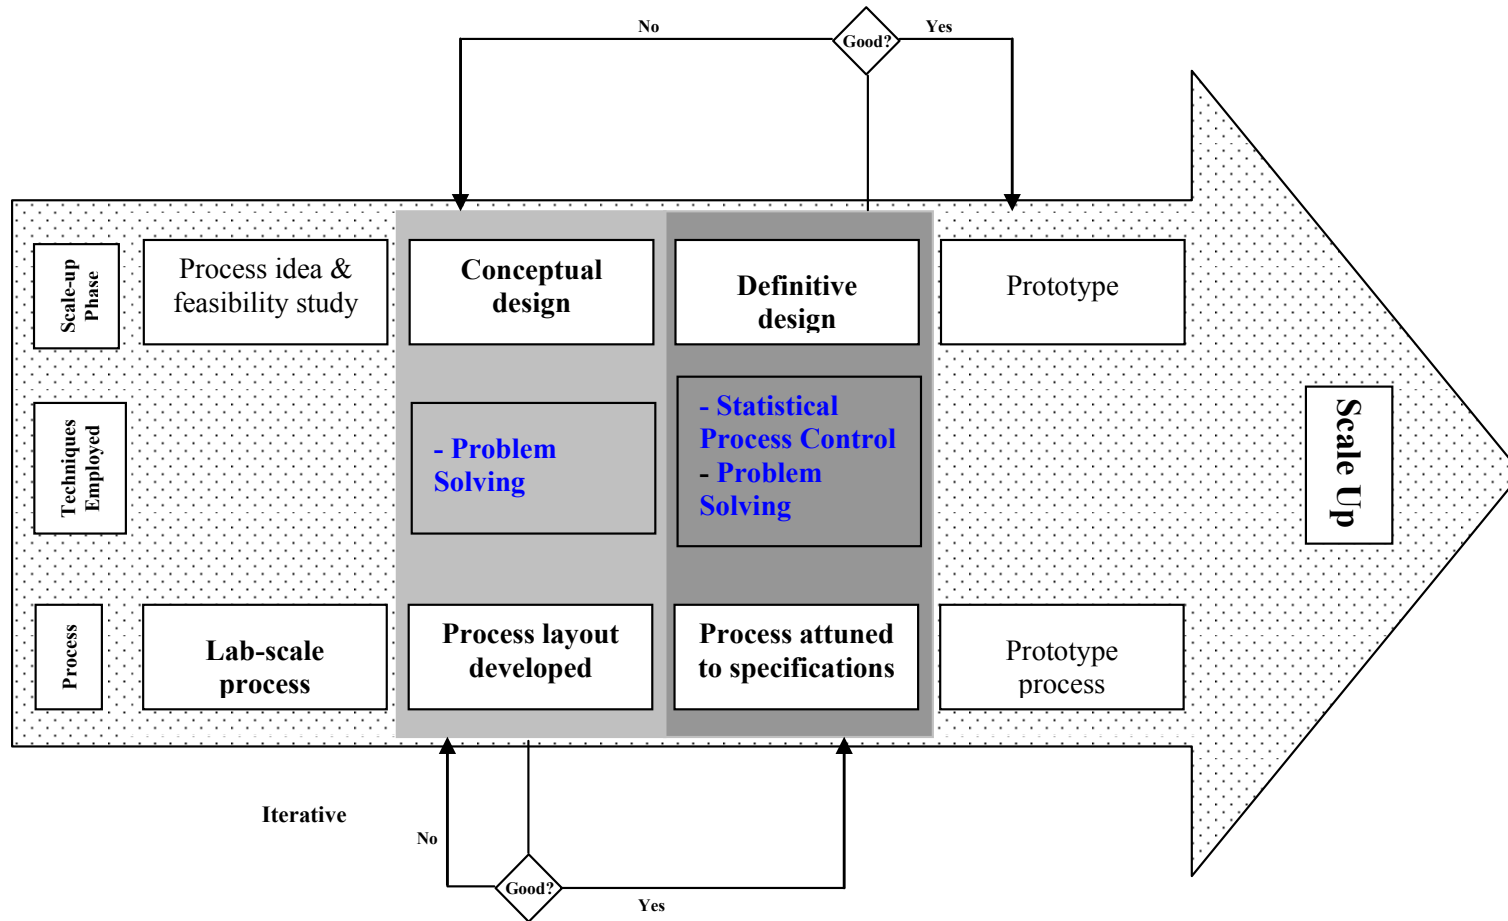 No
Good?
Yes
Scale-up
Phase
Process idea &
feasibility study
Conceptual
design
Definitive
design
Prototype
Techniques
Employed
- Problem
Solving
- Statistical
Process Control
- Problem
Solving
Scale Up
Process
Lab-scale
process
Process layout
developed
Process attuned
to specifications
Prototype
process
Iterative
No
Good?
Yes